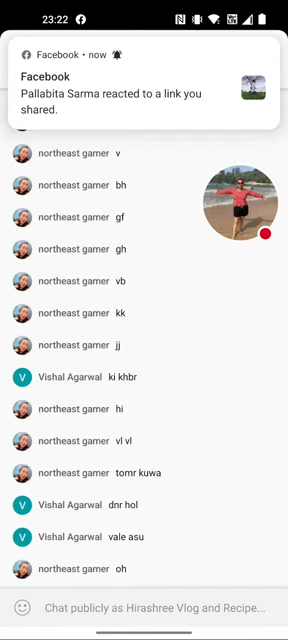 23:22
Facebook • now
Facebook
Pallabita Sarma reacted to a link you
shared.
northeast gamer v
northeast gamer bh
northeast gamer gf
northeast gamer gh
northeast gamer vb
northeast gamer kk
northeast gamer jj
V Vishal Agarwal ki khbr
northeast gamer hi
northeast gamer vl vl
northeast gamer tomr kuwa
V Vishal Agarwal dnr hol
V Vishal Agarwal vale asu
northeast gamer oh
Chat publicly as Hirashree Vlog and Recipe...